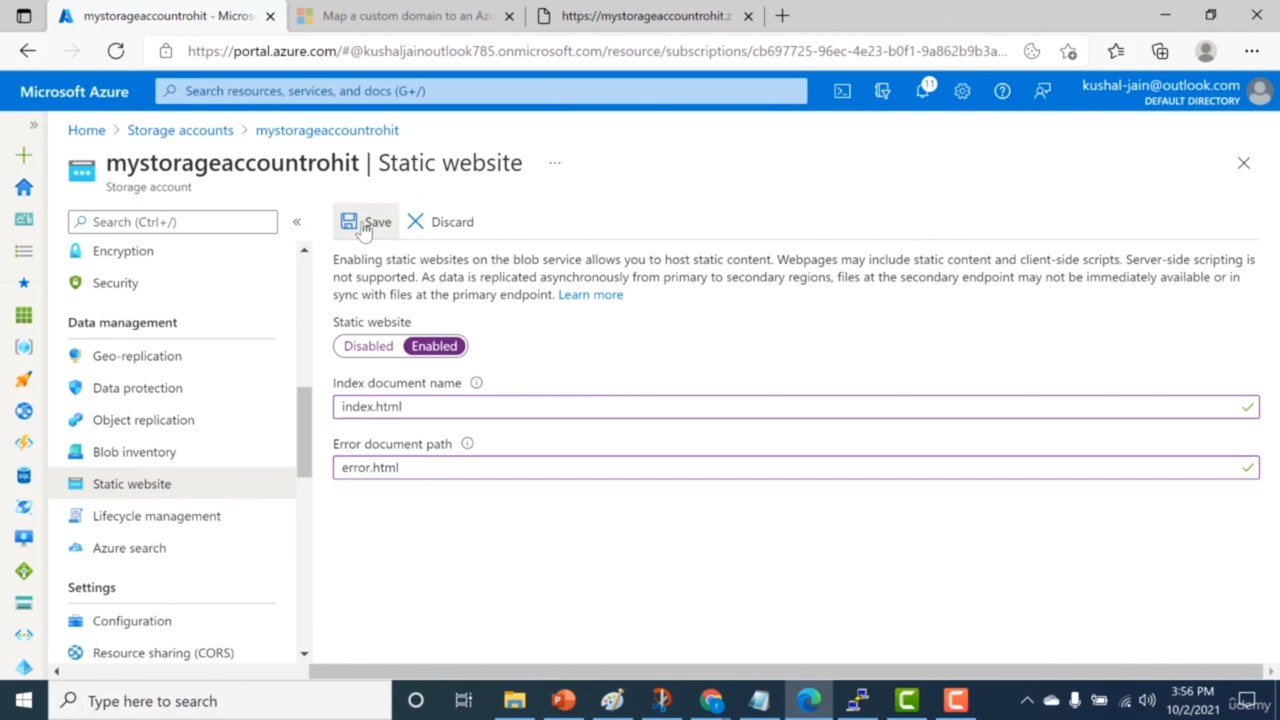 mystorageaccountrohit - Micros
Map a custom domain to an Azu
https://mystorageaccountrohit.z
https://portal.azure.com/#@kushaljainoutlook785.onmicrosoft.com/resource/subscriptions/cb697725-96ec-4e23-b0f1-9a862b9b3a...
Microsoft Azure
Search resources, services, and docs (G+/)
11
kushal-jain@outlook.com
DEFAULT DIRECTORY
Home > Storage accounts > mystorageaccountrohit
mystorageaccountrohit | Static website ...
Storage account
Search (Ctrl+/)
Save
Discard
Encryption
Security
Data management
Geo-replication
Data protection
Object replication
Blob inventory
Static website
Lifecycle management
Azure search
Settings
Configuration
Resource sharing (CORS)
Enabling static websites on the blob service allows you to host static content. Webpages may include static content and client-side scripts. Server-side scripting is
not supported. As data is replicated asynchronously from primary to secondary regions, files at the secondary endpoint may not be immediately available or in
sync with files at the primary endpoint. Learn more
Static website
Disabled Enabled
Index document name
index.html
Error document path
error.html
Type here to search
3:56 PM
10/2/2021
udemy